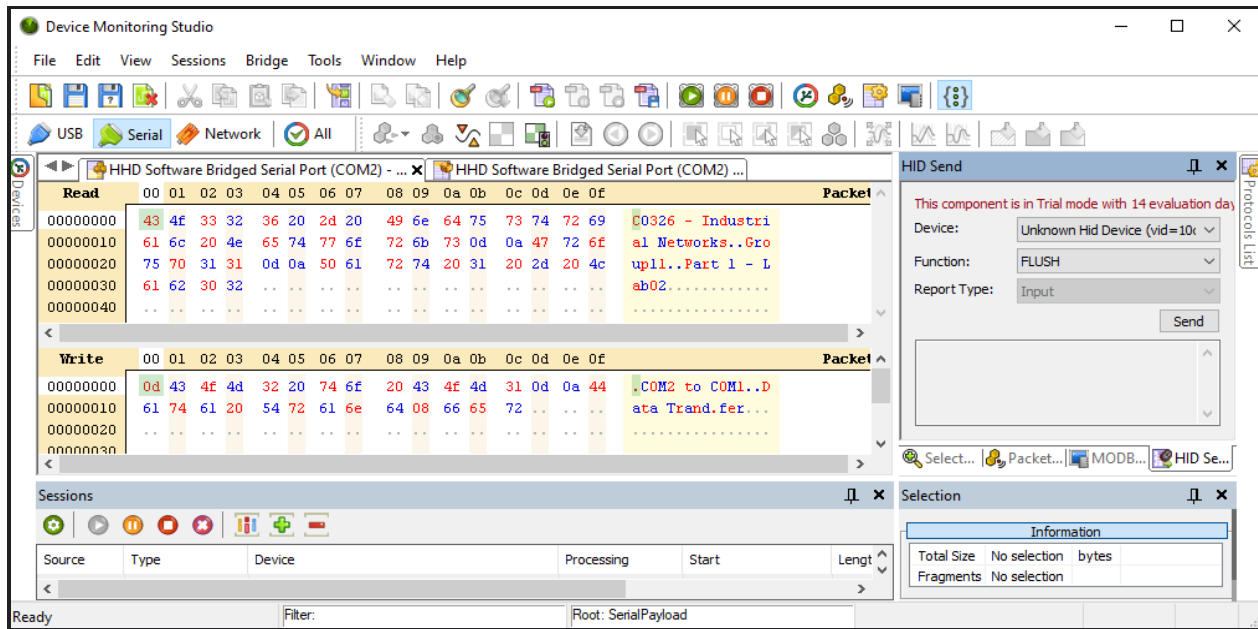 Device Monitoring Studio
File Edit View Sessions Bridge Tools Window Help
USB Serial Network All
Devices
HHD Software Bridged Serial Port (COM2) - ... HHD Software Bridged Serial Port (COM2) ...
Read 00 01 02 03 04 05 06 07 08 09 0a 0b 0c 0d 0e 0f Packet
00000000 43 4f 33 32 36 20 2d 20 49 6e 64 75 73 74 72 69 CO326 - Industri
00000010 61 6c 20 4e 65 74 77 6f 72 6b 73 0d 0a 47 72 6f al Networks..Gro
00000020 75 70 31 31 0d 0a 50 61 72 74 20 31 20 2d 20 4c up11..Part 1 - L
00000030 61 62 30 32 .. .. .. .. .. .. .. .. .. .. .. .. ab02............
00000040 .. .. .. .. .. .. .. .. .. .. .. .. .. .. .. .. ................
Write 00 01 02 03 04 05 06 07 08 09 0a 0b 0c 0d 0e 0f Packet
00000000 0d 43 4f 4d 32 20 74 6f 20 43 4f 4d 31 0d 0a 44 .COM2 to COM1..D
00000010 61 74 61 20 54 72 61 6e 64 08 66 65 72 .. .. .. ata Trand.fer...
00000020 .. .. .. .. .. .. .. .. .. .. .. .. .. .. .. .. ................
00000030
HID Send
This component is in Trial mode with 14 evaluation day
Device: Unknown Hid Device (vid=10c
Function: FLUSH
Report Type: Input
Send
Select... Packet... MODB... HID Se...
Protocols List
Sessions
Source Type Device Processing Start Lengt
Selection
Information
Total Size No selection bytes
Fragments No selection
Ready Filter: Root: SerialPayload